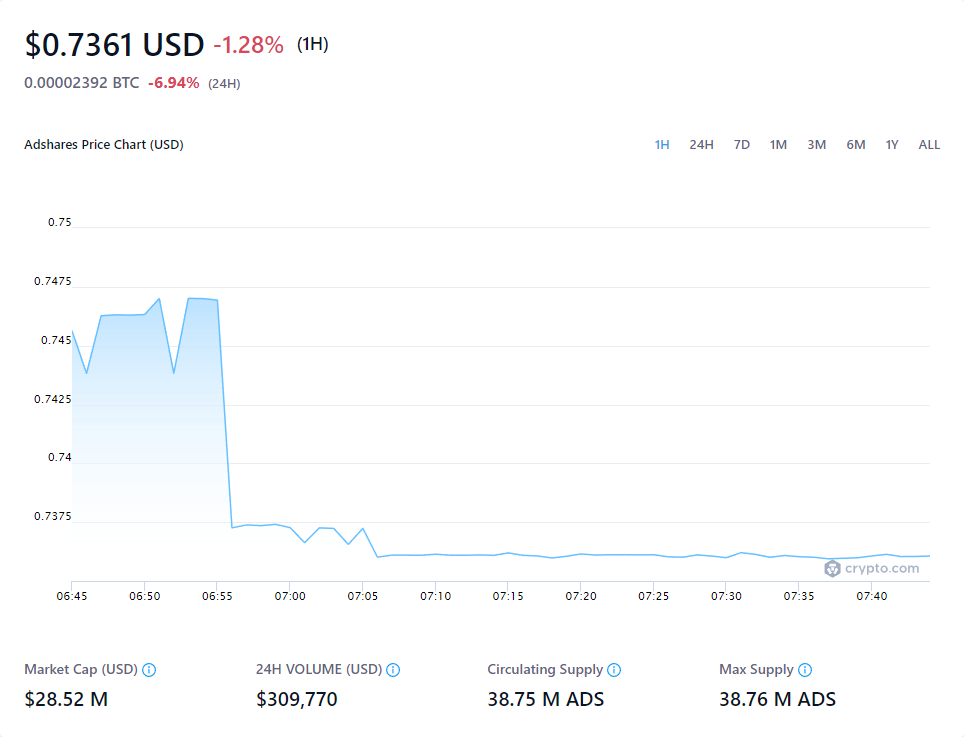 $0.7361 USD -1.28% (1H)
0.00002392 BTC -6.94% (24H)
Adshares Price Chart (USD) 1H 24H 7D 1M 3M 6M 1Y ALL
0.75
0.7475
0.745
0.7425
0.74
0.7375
crypto.com
06:45 06:50 06:55 07:00 07:05 07:10 07:15 07:20 07:25 07:30 07:35 07:40
Market Cap (USD) 24H VOLUME (USD) Circulating Supply Max Supply
$28.52 M $309,770 38.75 M ADS 38.76 M ADS